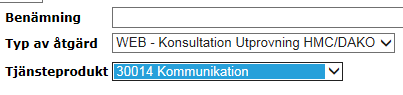 Benämning
Typ av åtgärd WEB - Konsultation Utprovning HMC/DAKO
Tjänsteprodukt 30014 Kommunikation